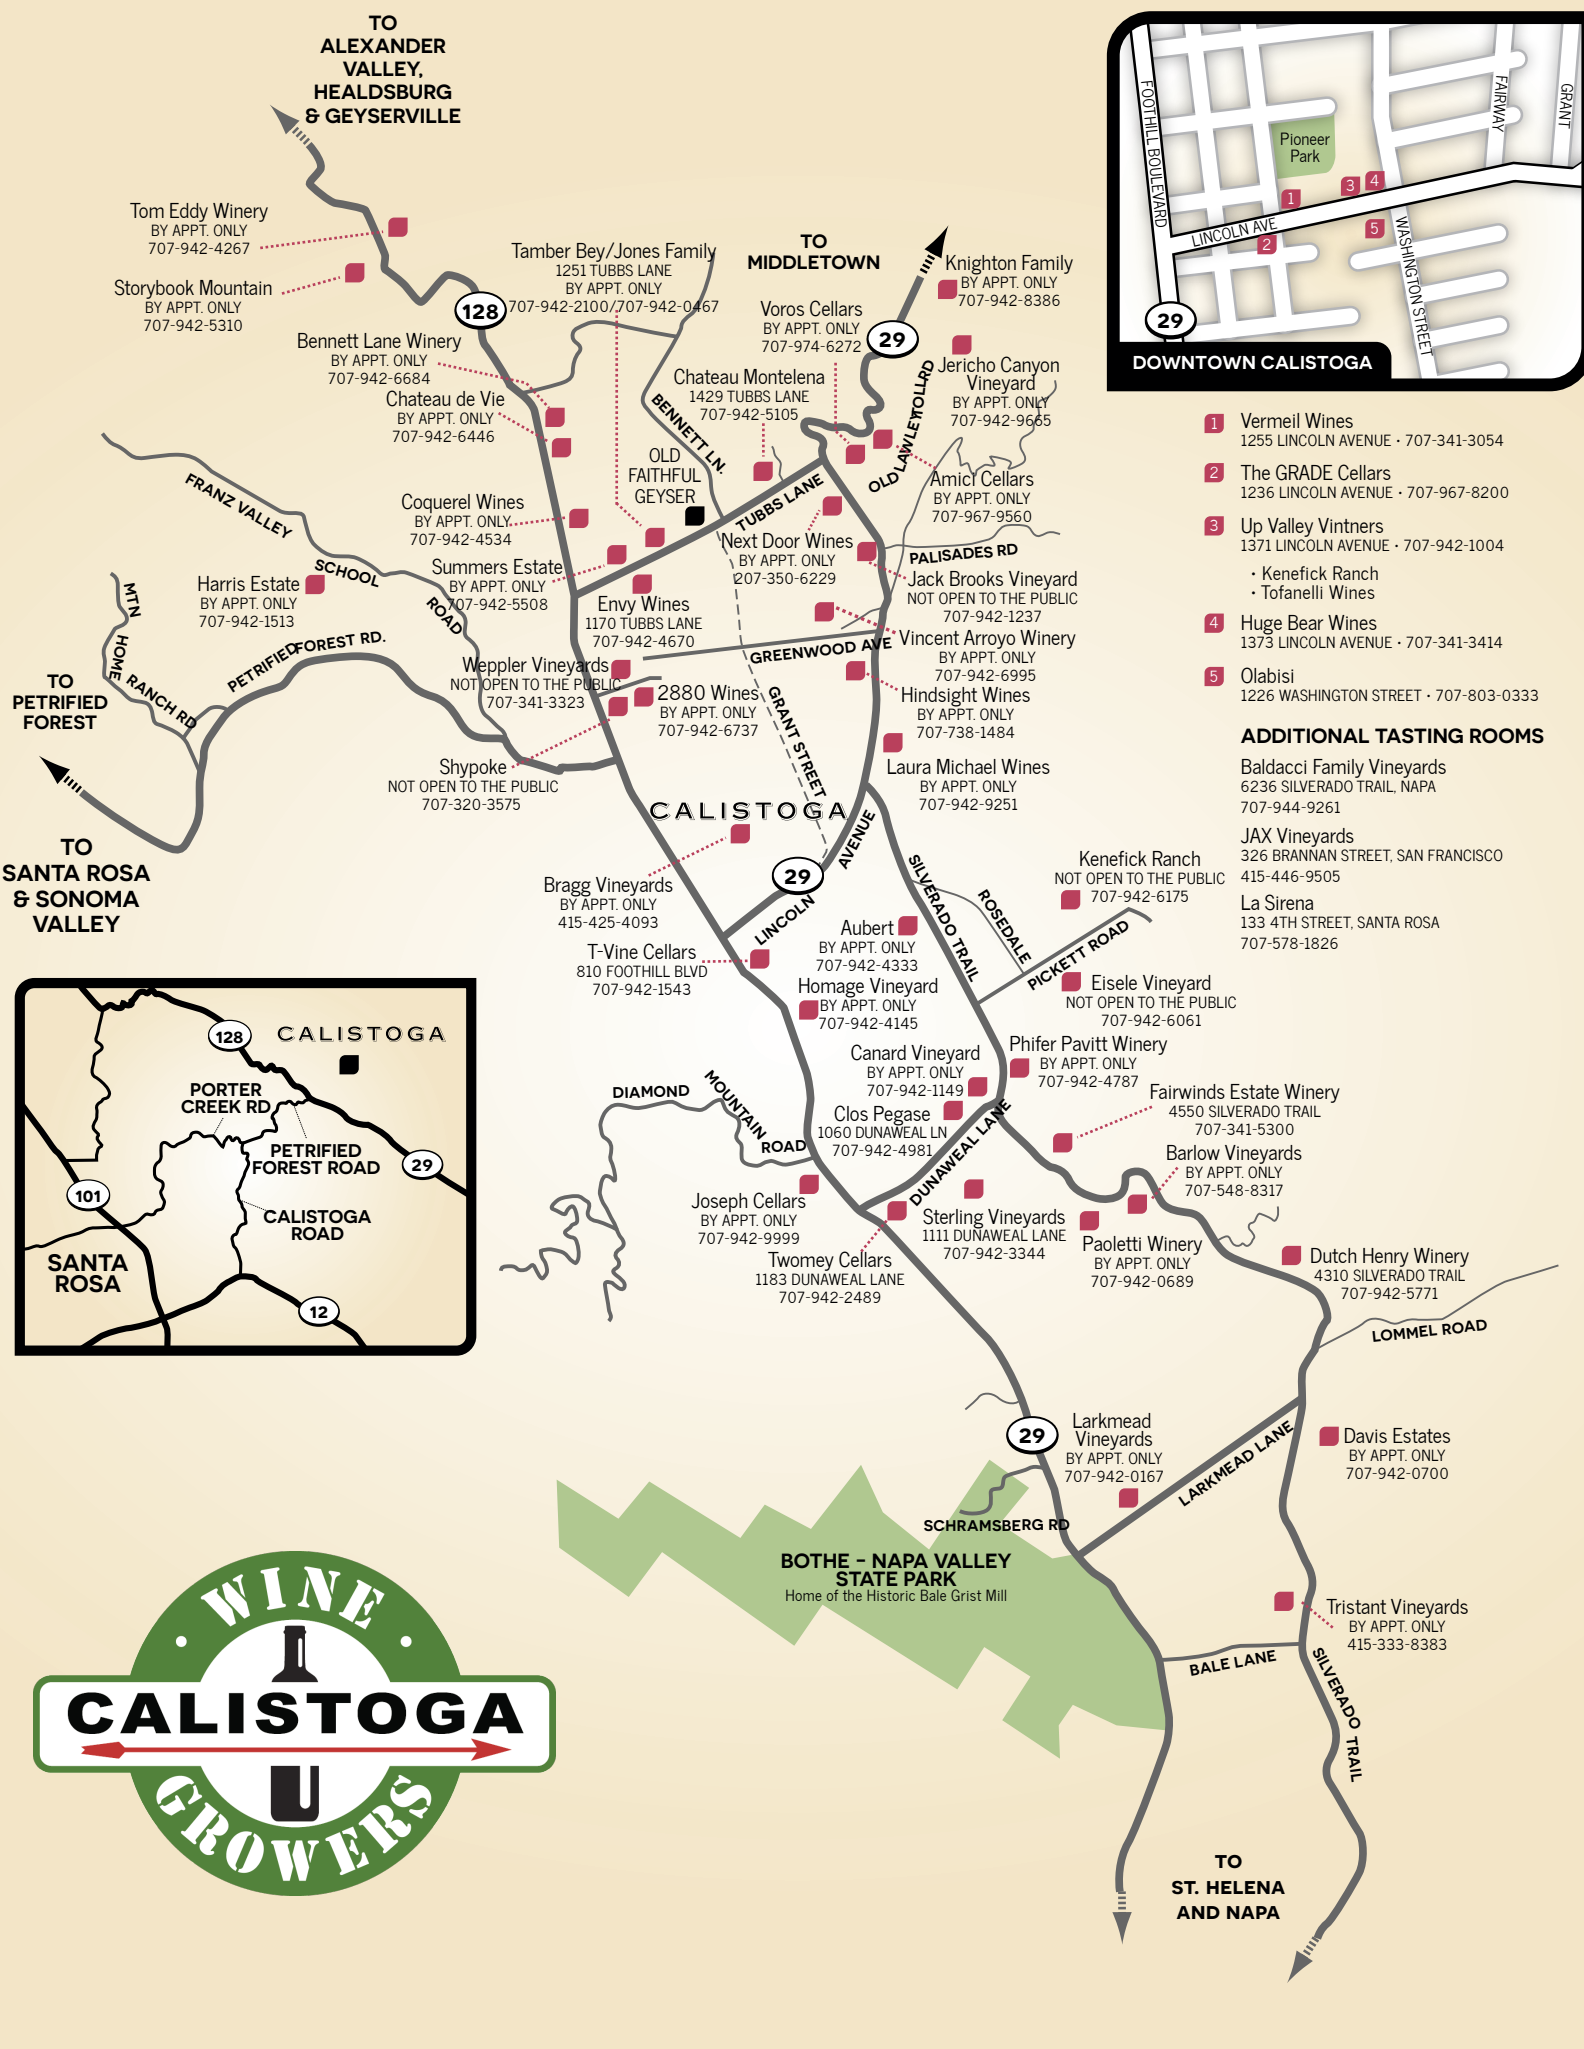 TO
ALEXANDER
VALLEY,
HEALDSBURG
& GEYSERVILLE
Tom Eddy Winery
BY APPT. ONLY
707-942-4267
Storybook Mountain
BY APPT. ONLY
707-942-5310
128
Tamber Bey/Jones Family
1251 TUBBS LANE
BY APPT. ONLY
707-942-2100/707-942-0467
TO
MIDDLETOWN
Knighton Family
BY APPT. ONLY
707-942-8386
Voros Cellars
BY APPT. ONLY
707-974-6272
29
Bennett Lane Winery
BY APPT. ONLY
707-942-6684
Chateau de Vie
BY APPT. ONLY
707-942-6446
Chateau Montelena
1429 TUBBS LANE
707-942-5105
Jericho Canyon
Vineyard
BY APPT. ONLY
707-942-9665
BENNETT LN.
OLD LAWLEY TOLLRD
OLD
FAITHFUL
GEYSER
TUBBS LANE
Amici Cellars
BY APPT. ONLY
707-967-9560
FRANZ VALLEY
SCHOOL
ROAD
Coquerel Wines
BY APPT. ONLY
707-942-4534
Next Door Wines
BY APPT. ONLY
207-350-6229
PALISADES RD
Summers Estate
BY APPT. ONLY
707-942-5508
Jack Brooks Vineyard
NOT OPEN TO THE PUBLIC
707-942-1237
Harris Estate
BY APPT. ONLY
707-942-1513
Envy Wines
1170 TUBBS LANE
707-942-4670
MTN
HOME
RANCH RD
PETRIFIED FOREST RD.
GREENWOOD AVE
Vincent Arroyo Winery
BY APPT. ONLY
707-942-6995
Weppler Vineyards
NOT OPEN TO THE PUBLIC
707-341-3323
2880 Wines
BY APPT. ONLY
707-942-6737
Hindsight Wines
BY APPT. ONLY
707-738-1484
TO
PETRIFIED
FOREST
GRANT STREET
Shypoke
NOT OPEN TO THE PUBLIC
707-320-3575
Laura Michael Wines
BY APPT. ONLY
707-942-9251
CALISTOGA
TO
SANTA ROSA
& SONOMA
VALLEY
Bragg Vineyards
BY APPT. ONLY
415-425-4093
29
LINCOLN
AVENUE
SILVERADO TRAIL
ROSEDALE
PICKETT ROAD
Kenefick Ranch
NOT OPEN TO THE PUBLIC
707-942-6175
Aubert
BY APPT. ONLY
707-942-4333
T-Vine Cellars
810 FOOTHILL BLVD
707-942-1543
Homage Vineyard
BY APPT. ONLY
707-942-4145
Eisele Vineyard
NOT OPEN TO THE PUBLIC
707-942-6061
Canard Vineyard
BY APPT. ONLY
707-942-1149
Phifer Pavitt Winery
BY APPT. ONLY
707-942-4787
DIAMOND
MOUNTAIN
ROAD
Clos Pegase
1060 DUNAWEAL LN
707-942-4981
DUNAWEAL LANE
Fairwinds Estate Winery
4550 SILVERADO TRAIL
707-341-5300
Barlow Vineyards
BY APPT. ONLY
707-548-8317
Joseph Cellars
BY APPT. ONLY
707-942-9999
Sterling Vineyards
1111 DUNAWEAL LANE
707-942-3344
Paoletti Winery
BY APPT. ONLY
707-942-0689
Twomey Cellars
1183 DUNAWEAL LANE
707-942-2489
Dutch Henry Winery
4310 SILVERADO TRAIL
707-942-5771
LOMMEL ROAD
29
Larkmead
Vineyards
BY APPT. ONLY
707-942-0167
LARKMEAD LANE
Davis Estates
BY APPT. ONLY
707-942-0700
SCHRAMSBERG RD
BOTHE - NAPA VALLEY
STATE PARK
Home of the Historic Bale Grist Mill
Tristant Vineyards
BY APPT. ONLY
415-333-8383
BALE LANE
SILVERADO TRAIL
TO
ST. HELENA
AND NAPA
FOOTHILL BOULEVARD
Pioneer
Park
FAIRWAY
GRANT
1
2
3
4
5
LINCOLN AVE
WASHINGTON STREET
29
DOWNTOWN CALISTOGA
1 Vermeil Wines
1255 LINCOLN AVENUE • 707-341-3054
2 The GRADE Cellars
1236 LINCOLN AVENUE • 707-967-8200
3 Up Valley Vintners
1371 LINCOLN AVENUE • 707-942-1004
• Kenefick Ranch
• Tofanelli Wines
4 Huge Bear Wines
1373 LINCOLN AVENUE • 707-341-3414
5 Olabisi
1226 WASHINGTON STREET • 707-803-0333
ADDITIONAL TASTING ROOMS
Baldacci Family Vineyards
6236 SILVERADO TRAIL, NAPA
707-944-9261
JAX Vineyards
326 BRANNAN STREET, SAN FRANCISCO
415-446-9505
La Sirena
133 4TH STREET, SANTA ROSA
707-578-1826
128
CALISTOGA
PORTER
CREEK RD
PETRIFIED
FOREST ROAD
29
101
CALISTOGA
ROAD
SANTA
ROSA
12
WINE
CALISTOGA
GROWERS